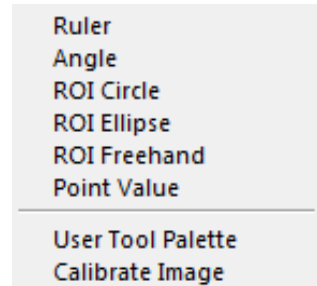 Ruler
Angle
ROI Circle
ROI Ellipse
ROI Freehand
Point Value
User Tool Palette
Calibrate Image